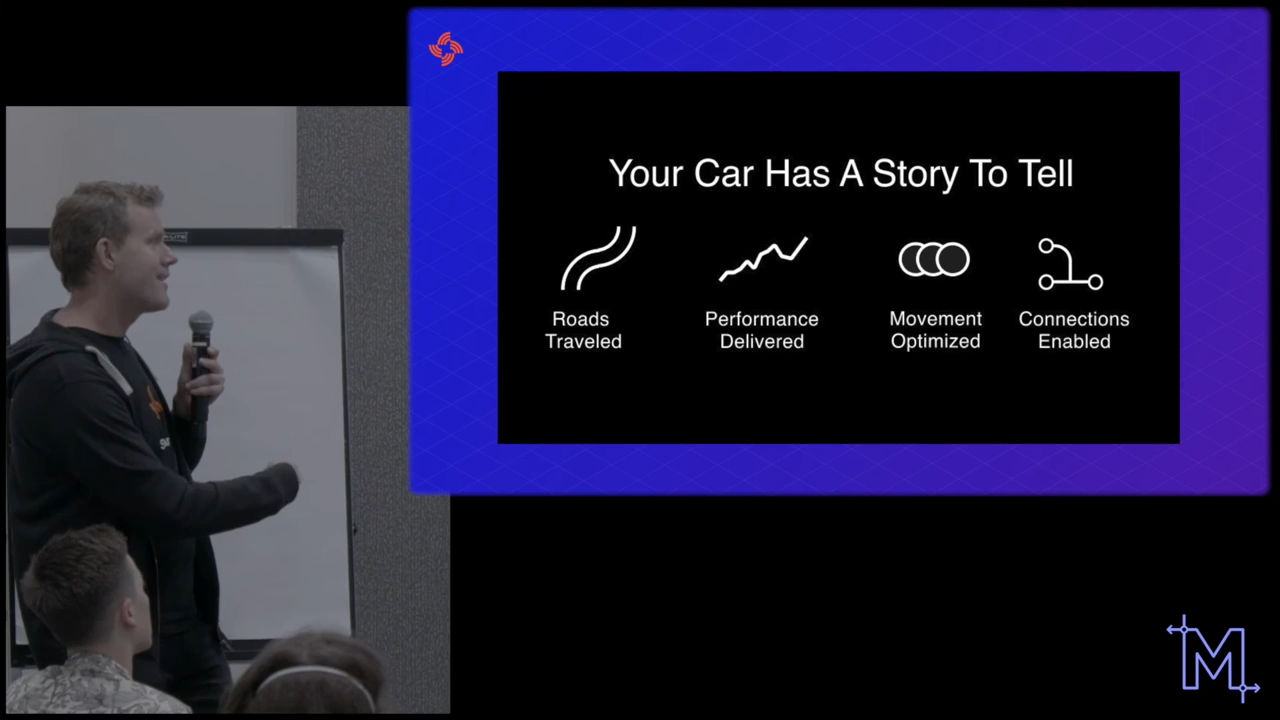 Your Car Has A Story To Tell
Roads
Traveled
Performance
Delivered
Movement
Optimized
Connections
Enabled
M